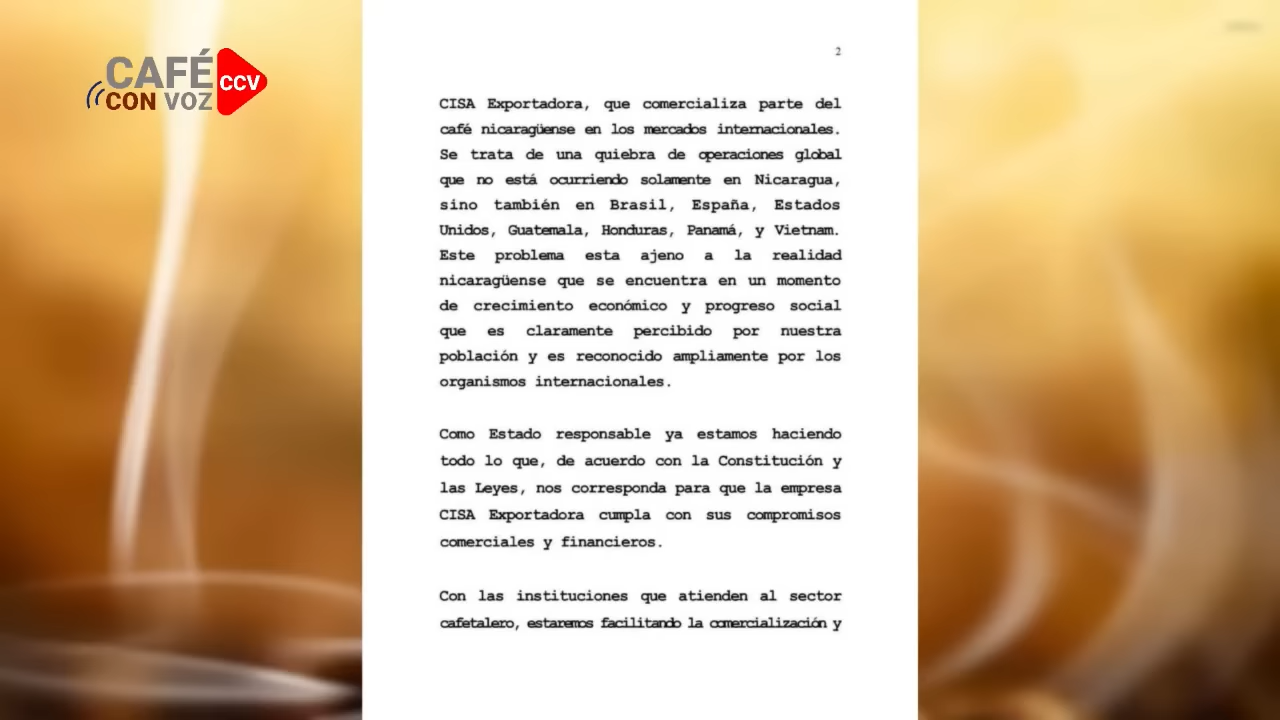 CAFÉ
CON VOZ
CCV
2
CISA Exportadora, que comercializa parte del
café nicaragüense en los mercados internacionales.
Se trata de una quiebra de operaciones global
que no está ocurriendo solamente en Nicaragua,
sino también en Brasil, España, Estados
Unidos, Guatemala, Honduras, Panamá, y Vietnam.
Este problema esta ajeno a la realidad
nicaragüense que se encuentra en un momento
de crecimiento económico y progreso social
que es claramente percibido por nuestra
población y es reconocido ampliamente por los
organismos internacionales.
Como Estado responsable ya estamos haciendo
todo lo que, de acuerdo con la Constitución y
las Leyes, nos corresponda para que la empresa
CISA Exportadora cumpla con sus compromisos
comerciales y financieros.
Con las instituciones que atienden al sector
cafetalero, estaremos facilitando la comercialización y